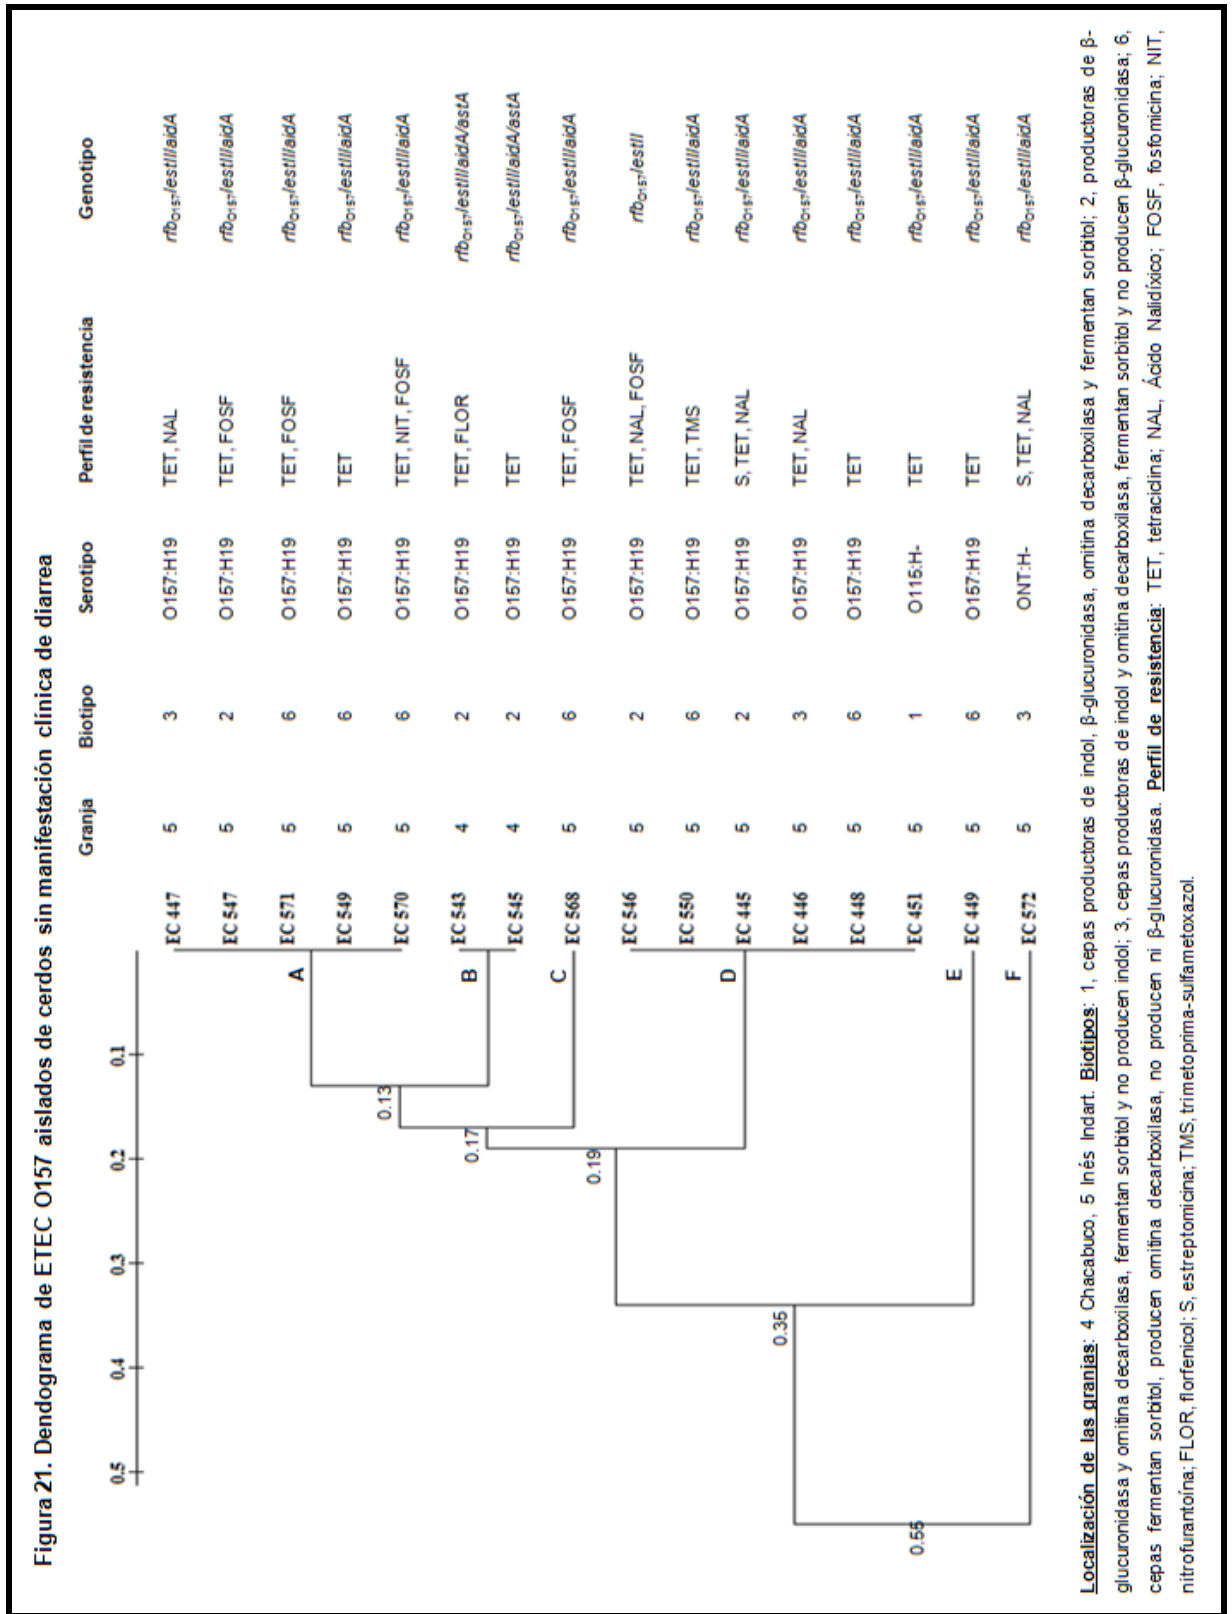 Figura 21. Dendograma de ETEC O157 aislados de cerdos sin manifestación clínica de diarrea
Granja Biotipo Serotipo Perfil de resistencia Genotipo
0.5 0.4 0.3 0.2 0.1
EC 447 5 3 O157:H19 TET, NAL rfbO157/estII/aidA
EC 547 5 2 O157:H19 TET, FOSF rfbO157/estII/aidA
A
EC 571 5 6 O157:H19 TET, FOSF rfbO157/estII/aidA
EC 549 5 6 O157:H19 TET rfbO157/estII/aidA
0.13
EC 570 5 6 O157:H19 TET, NIT, FOSF rfbO157/estII/aidA
B
EC 543 4 2 O157:H19 TET, FLOR rfbO157/estII/aidA/astA
0.17
EC 545 4 2 O157:H19 TET rfbO157/estII/aidA/astA
C
EC 568 5 6 O157:H19 TET, FOSF rfbO157/estII/aidA
0.19
EC 546 5 2 O157:H19 TET, NAL, FOSF rfbO157/estII
EC 550 5 6 O157:H19 TET, TMS rfbO157/estII/aidA
D
EC 445 5 2 O157:H19 S, TET, NAL rfbO157/estII/aidA
0.35
EC 446 5 3 O157:H19 TET, NAL rfbO157/estII/aidA
EC 448 5 6 O157:H19 TET rfbO157/estII/aidA
0.55
EC 451 5 1 O115:H- TET rfbO157/estII/aidA
E
EC 449 5 6 O157:H19 TET rfbO157/estII/aidA
F
EC 572 5 3 ONT:H- S, TET, NAL rfbO157/estII/aidA
Localización de las granjas: 4 Chacabuco, 5 Inés Indart. Biotipos: 1, cepas productoras de indol, β-glucuronidasa, ornitina decarboxilasa y fermentan sorbitol; 2, productoras de β-
glucuronidasa y ornitina decarboxilasa, fermentan sorbitol y no producen indol; 3, cepas productoras de indol y ornitina decarboxilasa, fermentan sorbitol y no producen β-glucuronidasa; 6,
cepas fermentan sorbitol, producen ornitina decarboxilasa, no producen ni β-glucuronidasa. Perfil de resistencia: TET, tetraciclina; NAL, Ácido Nalidíxico; FOSF, fosfomicina; NIT,
nitrofurantoína; FLOR, florfenicol; S, estreptomicina; TMS, trimetoprima-sulfametoxazol.